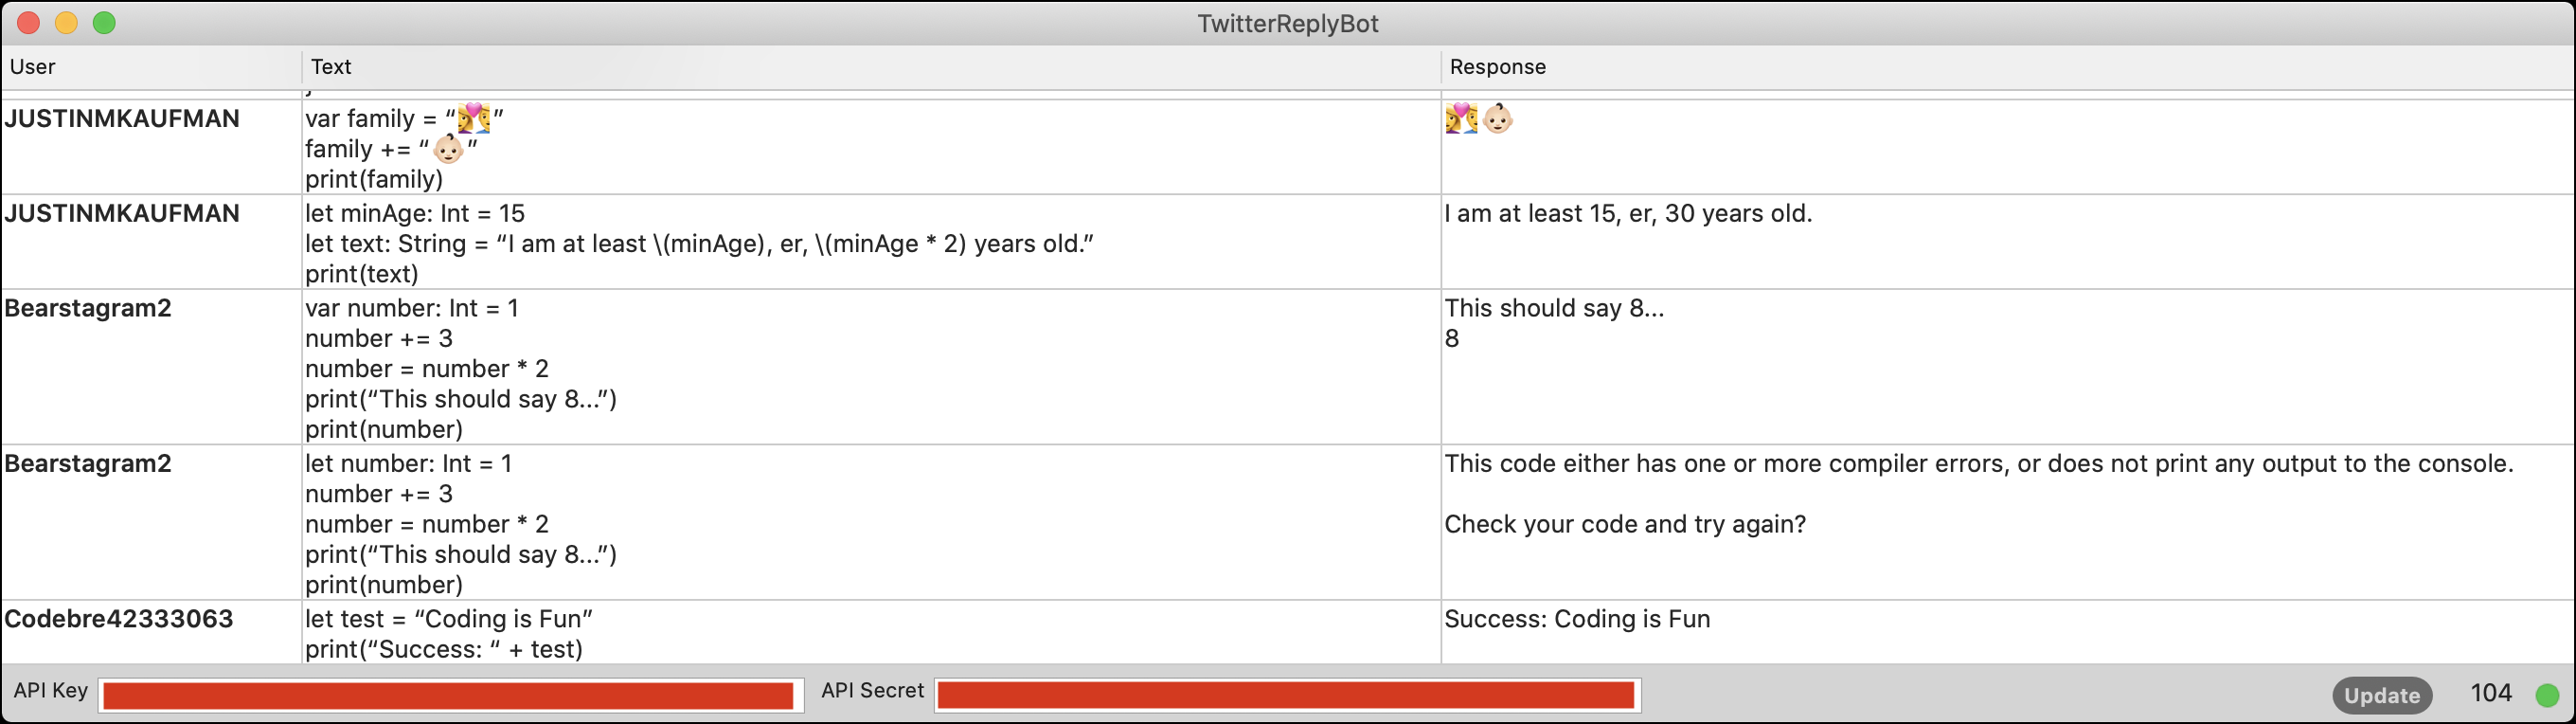 TwitterReplyBot
User Text Response
JUSTINMKAUFMAN
var family = “👩‍❤️‍👨”
family += “👶🏻”
print(family)
👩‍❤️‍👨👶🏻
JUSTINMKAUFMAN
let minAge: Int = 15
let text: String = “I am at least \(minAge), er, \(minAge * 2) years old.”
print(text)
I am at least 15, er, 30 years old.
Bearstagram2
var number: Int = 1
number += 3
number = number * 2
print(“This should say 8...”)
print(number)
This should say 8...
8
Bearstagram2
let number: Int = 1
number += 3
number = number * 2
print(“This should say 8...”)
print(number)
This code either has one or more compiler errors, or does not print any output to the console.
Check your code and try again?
Codebre42333063
let test = “Coding is Fun”
print(“Success: “ + test)
Success: Coding is Fun
API Key API Secret Update 104